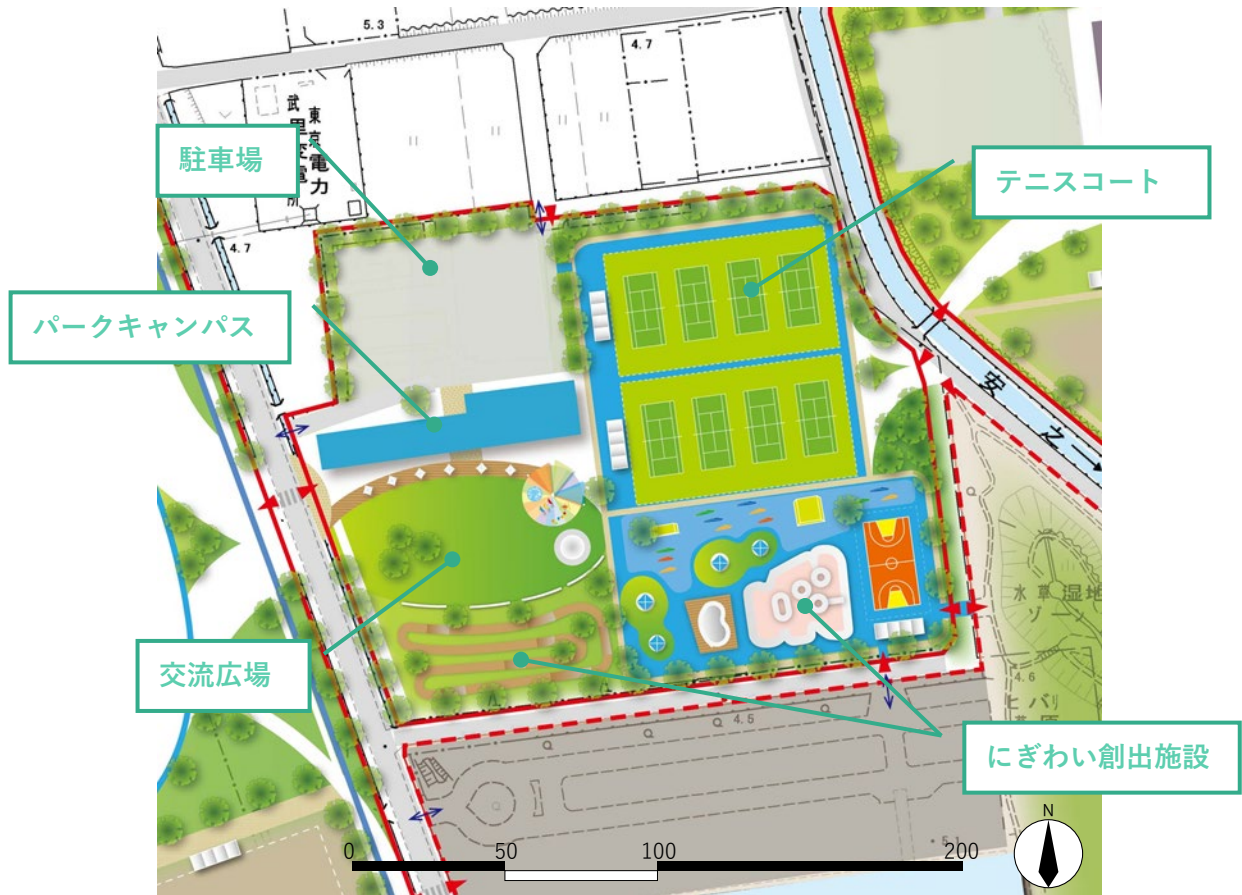 5.3
4.7
東京電力
武里変電所
駐車場
テニスコート
4.7
パークキャンパス
安之
水草湿地
ゾー
交流広場
4.6
ヒバリ
草原
4.5
にぎわい創出施設
5.1
N
0 50 100 200